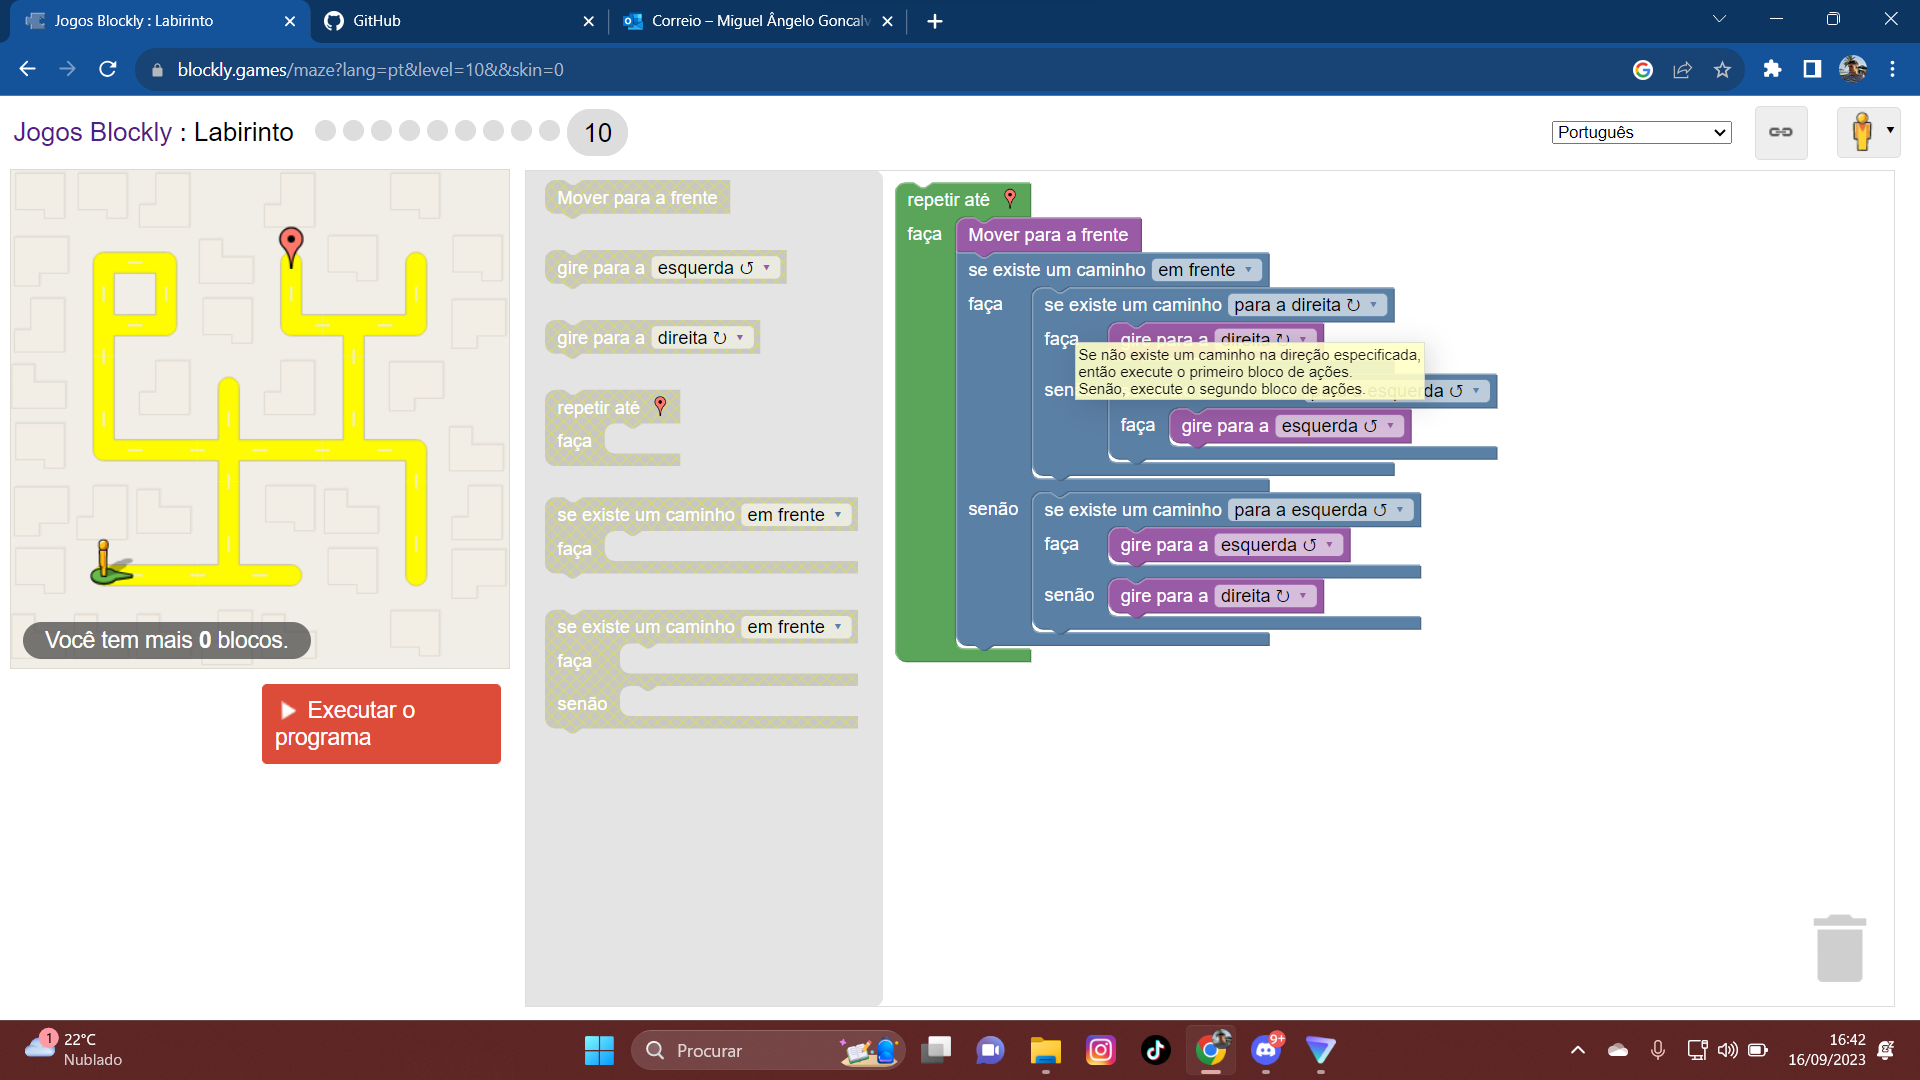 Jogos Blockly : Labirinto
GitHub
Correio – Miguel Ângelo Goncalv
blockly.games/maze?lang=pt&level=10&&skin=0
Jogos Blockly : Labirinto
10
Português
Você tem mais 0 blocos.
Executar o
programa
Mover para a frente
gire para a esquerda ↺
gire para a direita ↻
repetir até
faça
se existe um caminho em frente
faça
se existe um caminho em frente
faça
senão
repetir até
faça
Mover para a frente
se existe um caminho em frente
faça
se existe um caminho para a direita ↻
faça
gire para a direita ↻
Se não existe um caminho na direção especificada,
então execute o primeiro bloco de ações.
Senão, execute o segundo bloco de ações.
esquerda ↺
faça
gire para a esquerda ↺
senão
se existe um caminho para a esquerda ↺
faça
gire para a esquerda ↺
senão
gire para a direita ↻
1
22°C
Nublado
Procurar
9+
16:42
16/09/2023